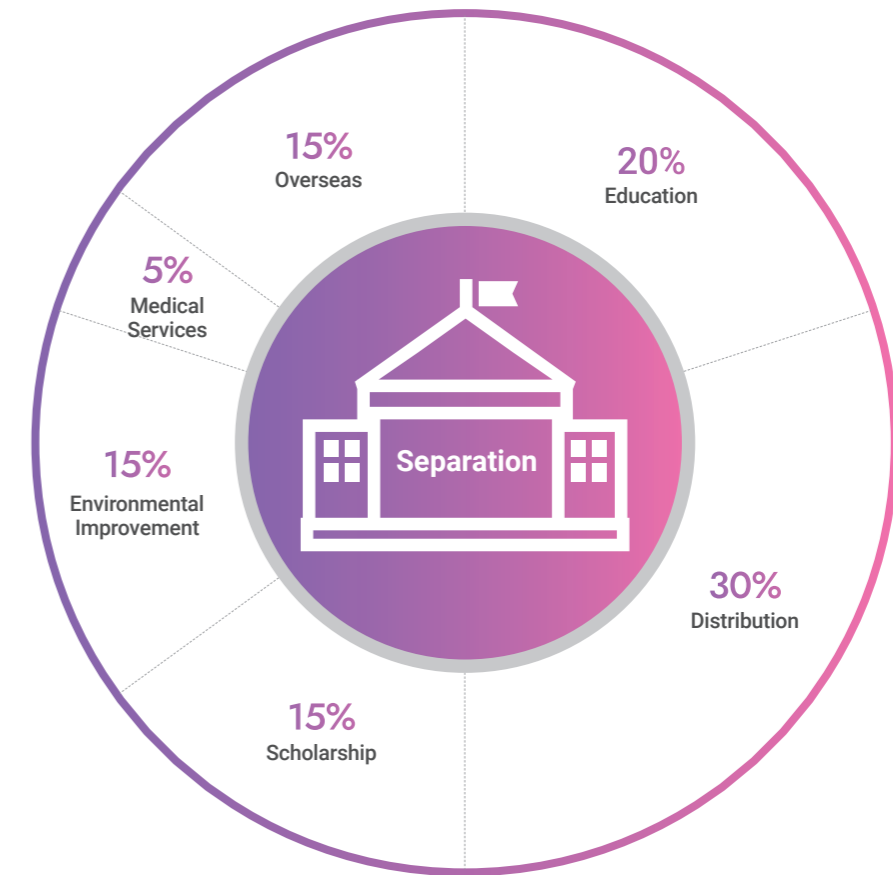 15%
Overseas
20%
Education
5%
Medical
Services
Separation
15%
Environmental
Improvement
30%
Distribution
15%
Scholarship